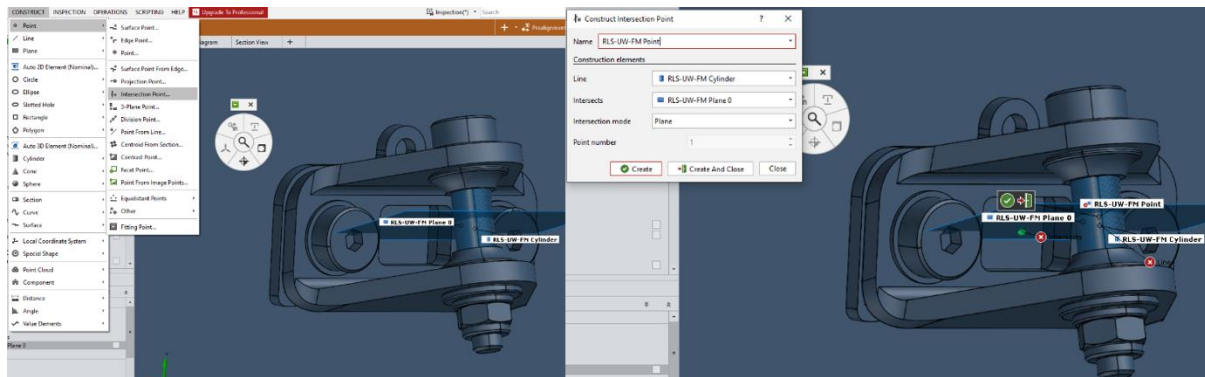 CONSTRUCT INSPECTION OPERATIONS SCRIPTING HELP Upgrade To Professional
Inspection(*) Search
Point
Line
Plane
Auto 2D Element (Nominal)...
Circle
Ellipse
Slotted Hole
Rectangle
Polygon
Auto 3D Element (Nominal)...
Cylinder
Cone
Sphere
Section
Curve
Surface
Local Coordinate System
Special Shape
Point Cloud
Component
Distance
Angle
Value Elements
Plane 0
Surface Point...
Edge Point...
Point...
Surface Point From Edge...
Projection Point...
Intersection Point...
3-Plane Point...
Division Point...
Point From Line...
Centroid From Section...
Contrast Point...
Facet Point...
Point From Image Points...
Equidistant Points
Other
Fitting Point...
Section View +
RLS-UW-FM Plane 0
RLS-UW-FM Cylinder
Construct Intersection Point ? ×
Name RLS-UW-FM Point
Construction elements
Line RLS-UW-FM Cylinder
Intersects RLS-UW-FM Plane 0
Intersection mode Plane
Point number 1
Create Create And Close Close
RLS-UW-FM Point
RLS-UW-FM Plane 0
RLS-UW-FM Cylinder